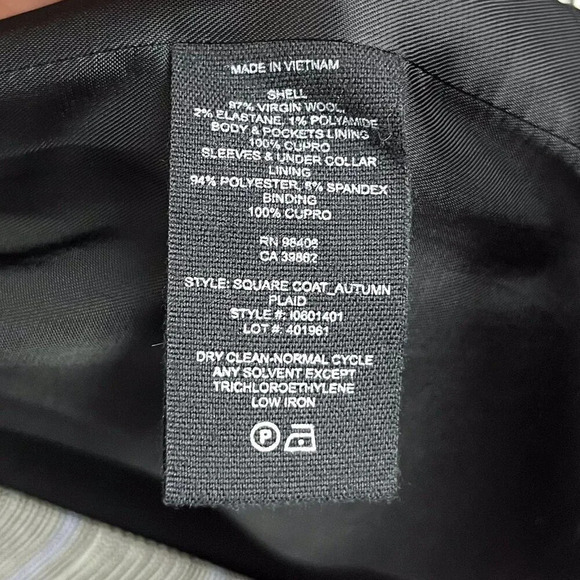 MADE IN VIETNAM
SHELL
97% VIRGIN WOOL,
2% ELASTANE, 1% POLYAMIDE
BODY & POCKETS LINING
100% CUPRO
SLEEVES & UNDER COLLAR
LINING
94% POLYESTER, 6% SPANDEX
BINDING
100% CUPRO
RN 98406
CA 39862
STYLE: SQUARE COAT_AUTUMN
PLAID
STYLE #: I0601401
LOT #: 401961
DRY CLEAN-NORMAL CYCLE
ANY SOLVENT EXCEPT
TRICHLOROETHYLENE
LOW IRON
P